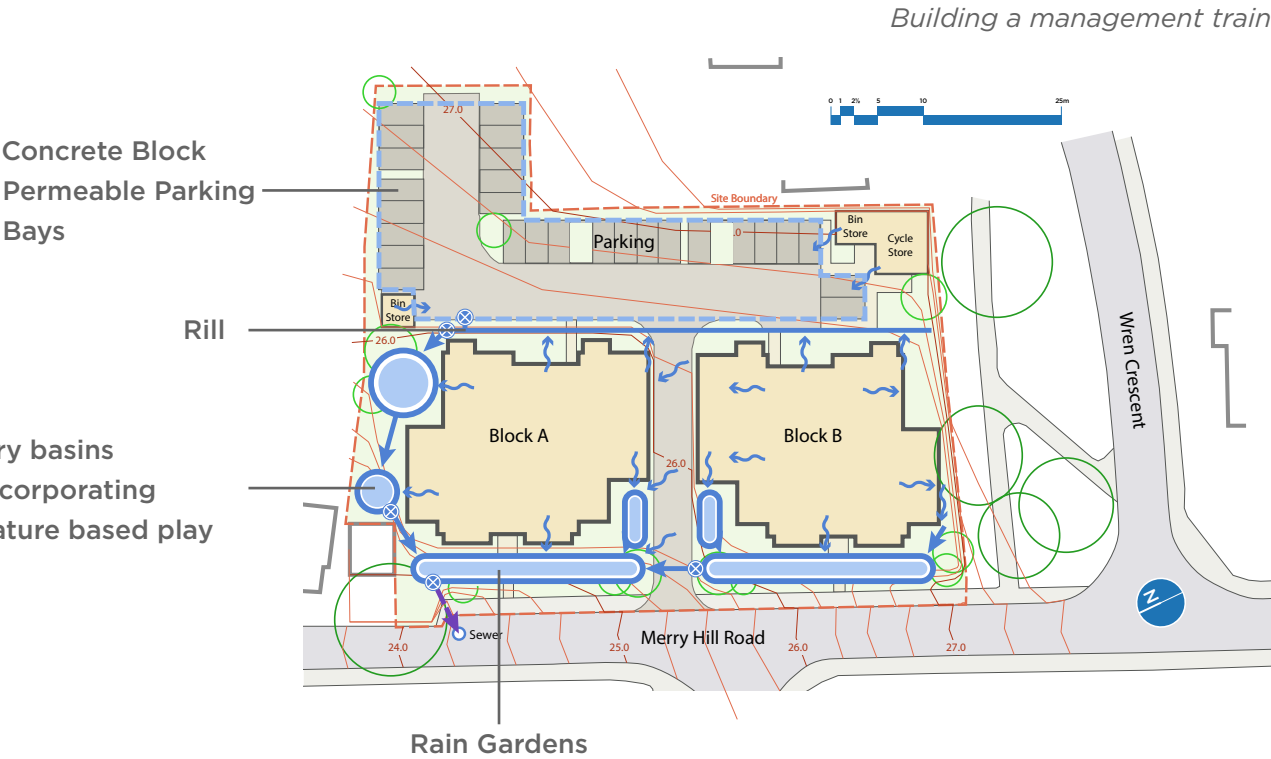 Building a management train
0 1 2½ 5 10 25m
27.0
Concrete Block
Permeable Parking
Bays
Site Boundary
Parking
.0
Bin
Store
Cycle
Store
Bin
Store
Rill
26.0
Wren Crescent
Block A
Block B
26.0
ry basins
corporating
ature based play
N
Sewer
Merry Hill Road
24.0
25.0
26.0
27.0
Rain Gardens